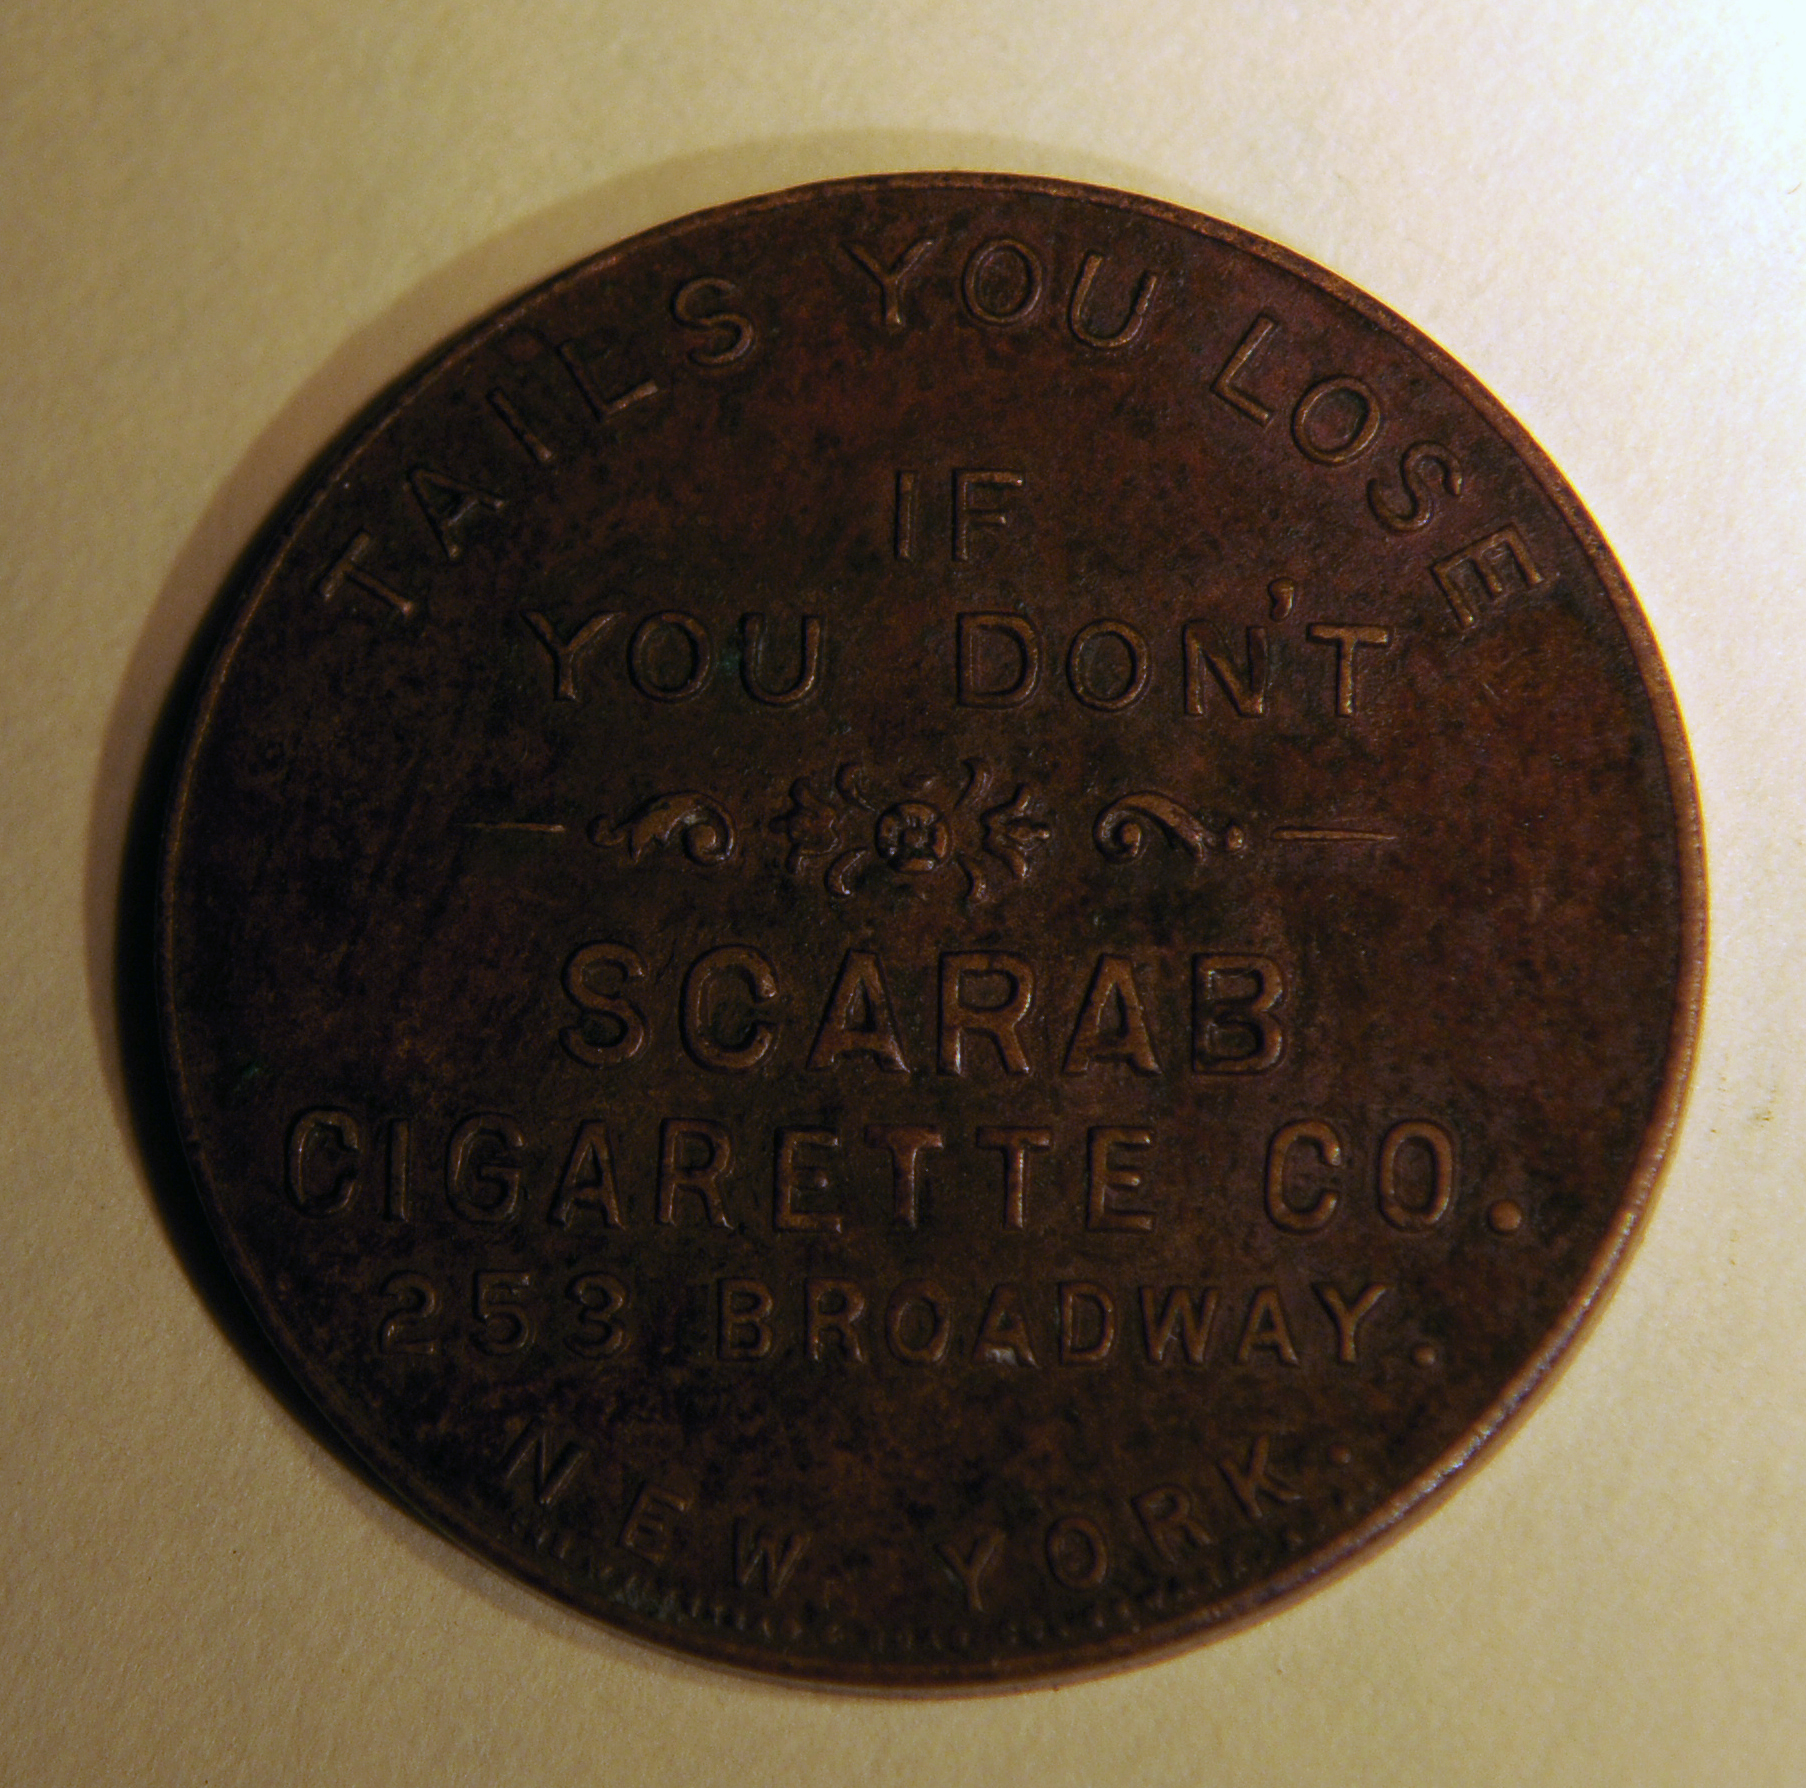 TAILS YOU LOSE
IF
YOU DON'T
SCARAB
CIGARETTE CO.
253 BROADWAY.
NEW YORK.